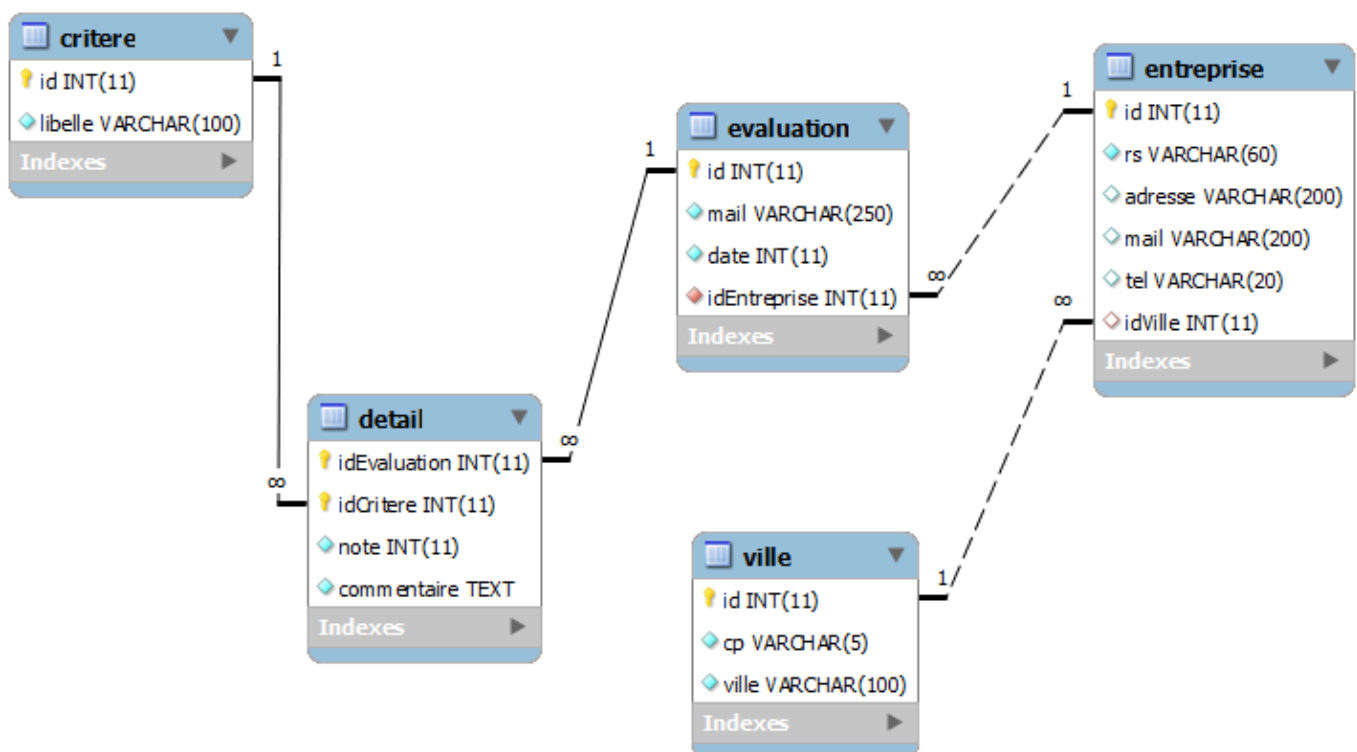 critere
id INT(11)
libelle VARCHAR(100)
Indexes
1
∞
detail
idEvaluation INT(11)
idCritere INT(11)
note INT(11)
commentaire TEXT
Indexes
1
∞
evaluation
id INT(11)
mail VARCHAR(250)
date INT(11)
idEntreprise INT(11)
Indexes
1
∞
entreprise
id INT(11)
rs VARCHAR(60)
adresse VARCHAR(200)
mail VARCHAR(200)
tel VARCHAR(20)
idVille INT(11)
Indexes
∞
1
ville
id INT(11)
cp VARCHAR(5)
ville VARCHAR(100)
Indexes